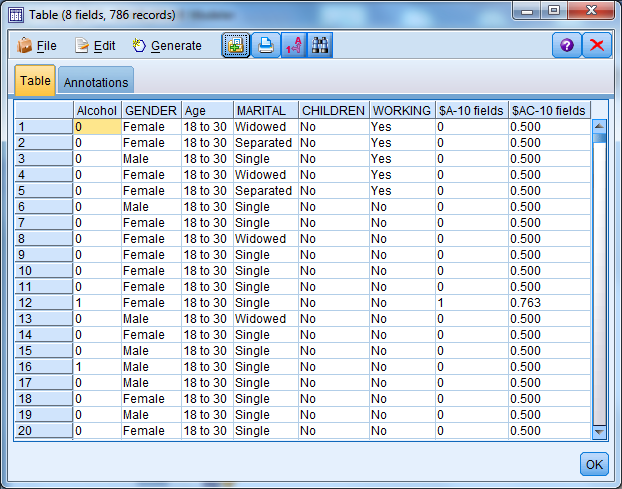 Table (8 fields, 786 records)
File Edit Generate
Table Annotations
Alcohol GENDER Age MARITAL CHILDREN WORKING $A-10 fields $AC-10 fields
1 0 Female 18 to 30 Widowed No Yes 0 0.500
2 0 Female 18 to 30 Separated No Yes 0 0.500
3 0 Male 18 to 30 Single No Yes 0 0.500
4 0 Female 18 to 30 Widowed No Yes 0 0.500
5 0 Female 18 to 30 Separated No Yes 0 0.500
6 0 Male 18 to 30 Single No No 0 0.500
7 0 Female 18 to 30 Single No No 0 0.500
8 0 Female 18 to 30 Widowed No No 0 0.500
9 0 Female 18 to 30 Single No No 0 0.500
10 0 Female 18 to 30 Single No No 0 0.500
11 0 Female 18 to 30 Single No No 0 0.500
12 1 Female 18 to 30 Single No No 1 0.763
13 0 Male 18 to 30 Widowed No No 0 0.500
14 0 Female 18 to 30 Single No No 0 0.500
15 0 Male 18 to 30 Single No No 0 0.500
16 1 Male 18 to 30 Single No No 0 0.500
17 0 Male 18 to 30 Single No No 0 0.500
18 0 Female 18 to 30 Single No No 0 0.500
19 0 Male 18 to 30 Single No No 0 0.500
20 0 Female 18 to 30 Single No No 0 0.500
OK